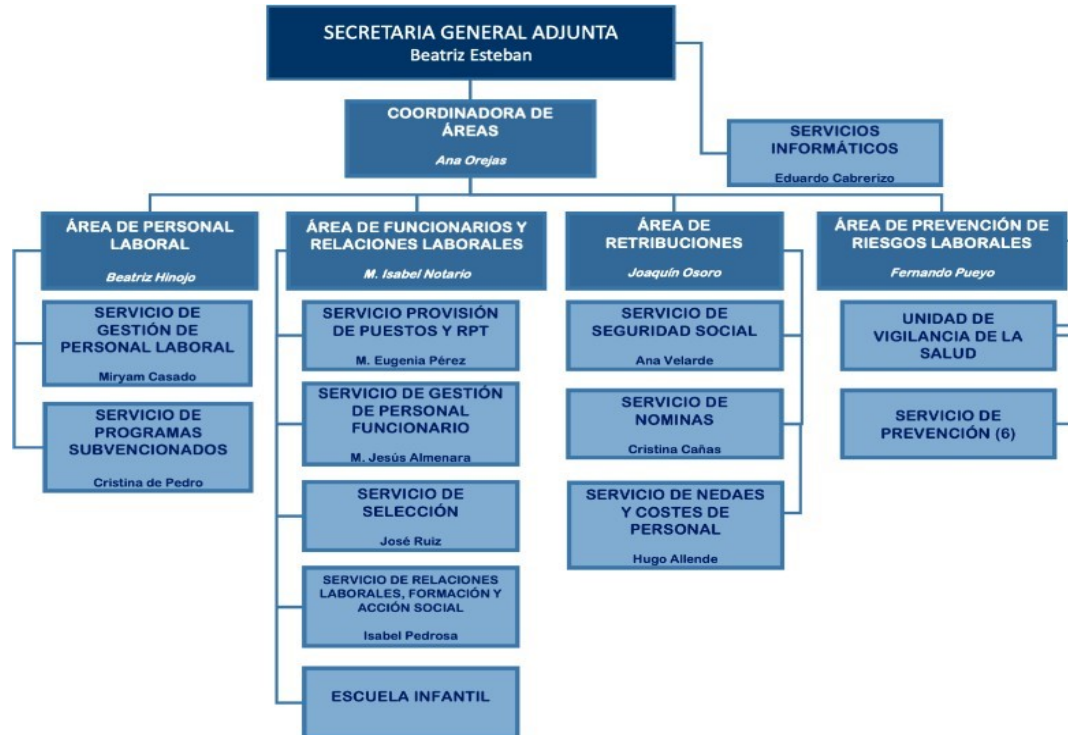 SECRETARIA GENERAL ADJUNTA
Beatriz Esteban
COORDINADORA DE
ÁREAS
Ana Orejas
SERVICIOS
INFORMÁTICOS
Eduardo Cabrerizo
ÁREA DE PERSONAL
LABORAL
Beatriz Hinojo
SERVICIO DE
GESTIÓN DE
PERSONAL LABORAL
Miryam Casado
SERVICIO DE
PROGRAMAS
SUBVENCIONADOS
Cristina de Pedro
ÁREA DE FUNCIONARIOS Y
RELACIONES LABORALES
M. Isabel Notario
SERVICIO PROVISIÓN
DE PUESTOS Y RPT
M. Eugenia Pérez
SERVICIO DE GESTIÓN
DE PERSONAL
FUNCIONARIO
M. Jesús Almenara
SERVICIO DE
SELECCIÓN
José Ruiz
SERVICIO DE RELACIONES
LABORALES, FORMACIÓN Y
ACCIÓN SOCIAL
Isabel Pedrosa
ESCUELA INFANTIL
ÁREA DE
RETRIBUCIONES
Joaquín Osoro
SERVICIO DE
SEGURIDAD SOCIAL
Ana Velarde
SERVICIO DE
NOMINAS
Cristina Cañas
SERVICIO DE NEDAES
Y COSTES DE
PERSONAL
Hugo Allende
ÁREA DE PREVENCIÓN DE
RIESGOS LABORALES
Fernando Pueyo
UNIDAD DE
VIGILANCIA DE LA
SALUD
SERVICIO DE
PREVENCIÓN (6)